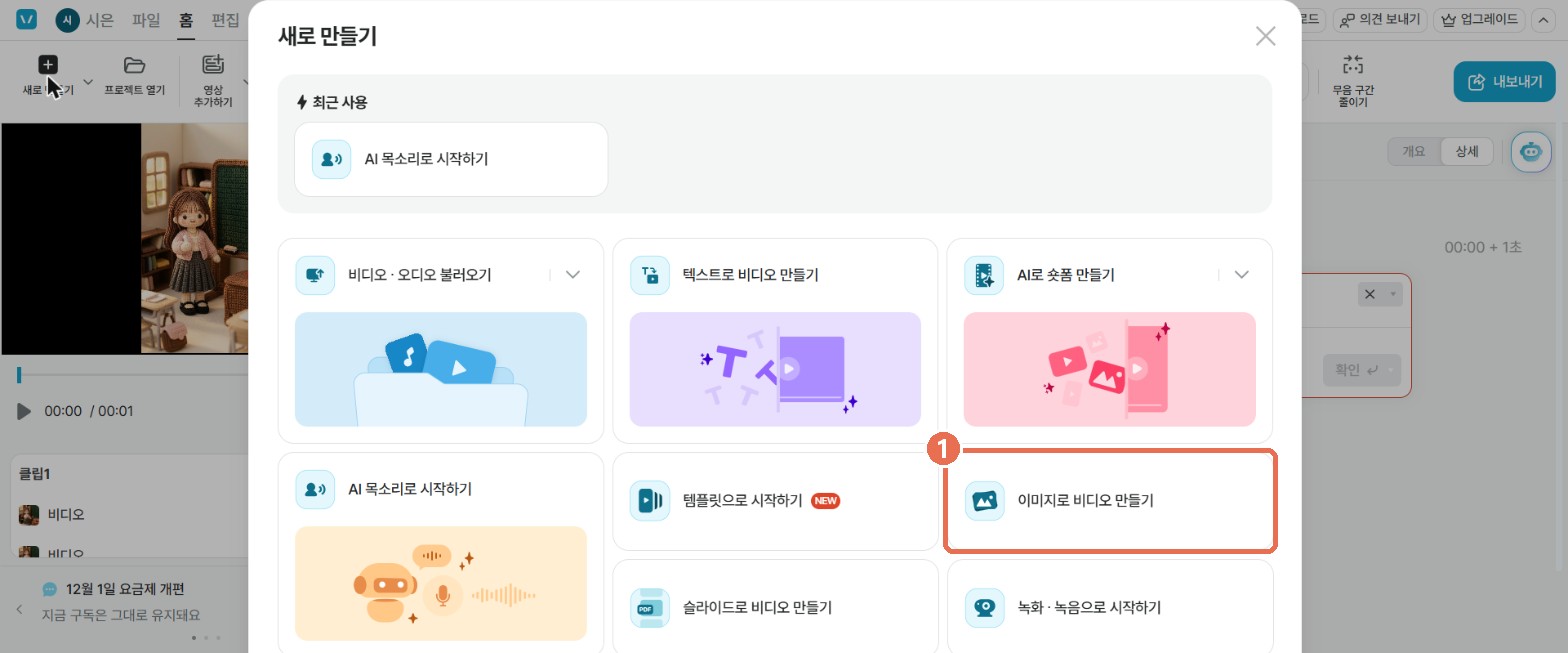 시 시은 파일 홈 편집
의견 보내기 업그레이드
새로 만들기
프로젝트 열기
영상
추가하기
무음 구간
줄이기
내보내기
최근 사용
AI 목소리로 시작하기
개요 상세
00:00 + 1초
비디오 · 오디오 불러오기
텍스트로 비디오 만들기
AI로 숏폼 만들기
확인
00:00 / 00:01
1
클립1
AI 목소리로 시작하기
템플릿으로 시작하기 NEW
이미지로 비디오 만들기
비디오
비디오
12월 1일 요금제 개편
지금 구독은 그대로 유지돼요
PDF
슬라이드로 비디오 만들기
녹화 · 녹음으로 시작하기